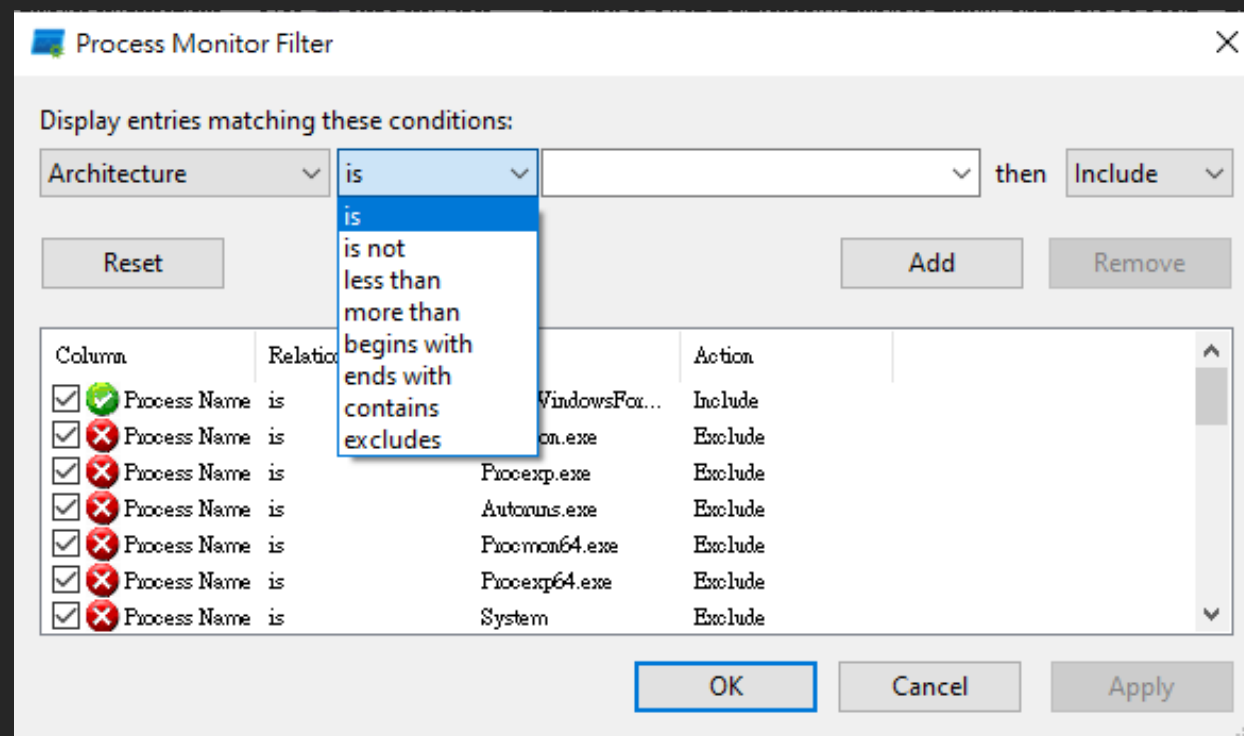 Process Monitor Filter
Display entries matching these conditions:
Architecture is then Include
is
is not
less than
more than
begins with
ends with
contains
excludes
Reset Add Remove
Column Action
Process Name is Include
Process Name is Exclude
Process Name is Procexp.exe Exclude
Process Name is Autoruns.exe Exclude
Process Name is Procmon64.exe Exclude
Process Name is Procexp64.exe Exclude
Process Name is System Exclude
OK Cancel Apply